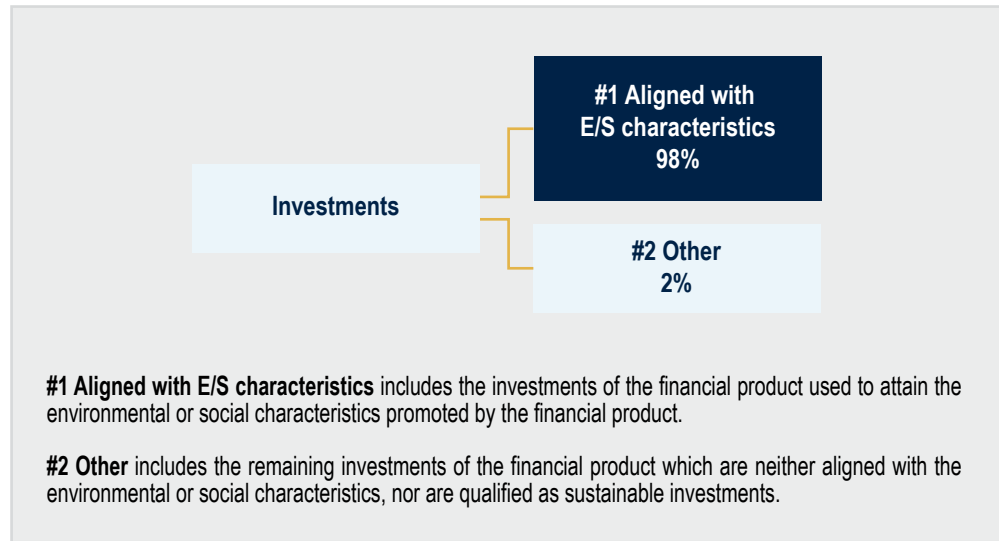 #1 Aligned with
E/S characteristics
98%
Investments
#2 Other
2%
#1 Aligned with E/S characteristics includes the investments of the financial product used to attain the
environmental or social characteristics promoted by the financial product.
#2 Other includes the remaining investments of the financial product which are neither aligned with the
environmental or social characteristics, nor are qualified as sustainable investments.